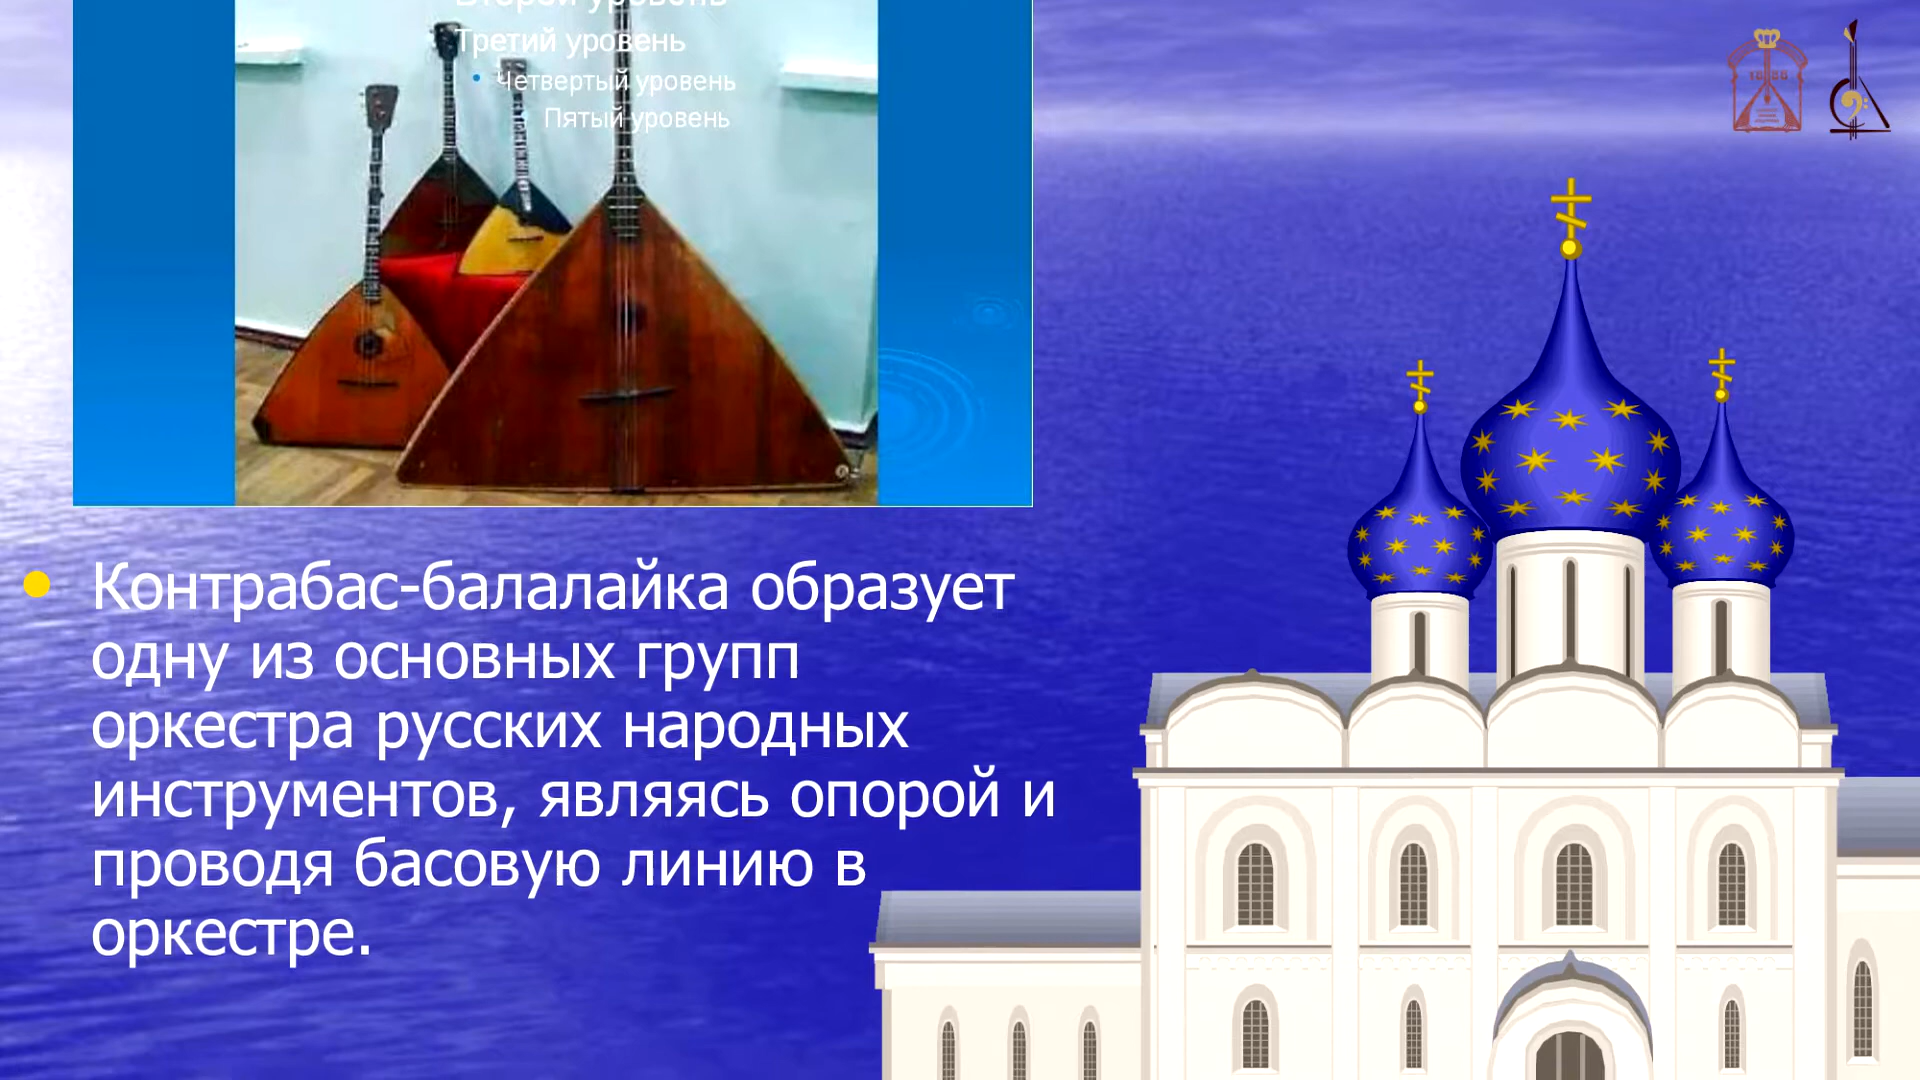 Третий уровень
Четвертый уровень
Пятый уровень
Контрабас-балалайка образует
одну из основных групп
оркестра русских народных
инструментов, являясь опорой и
проводя басовую линию в
оркестре.